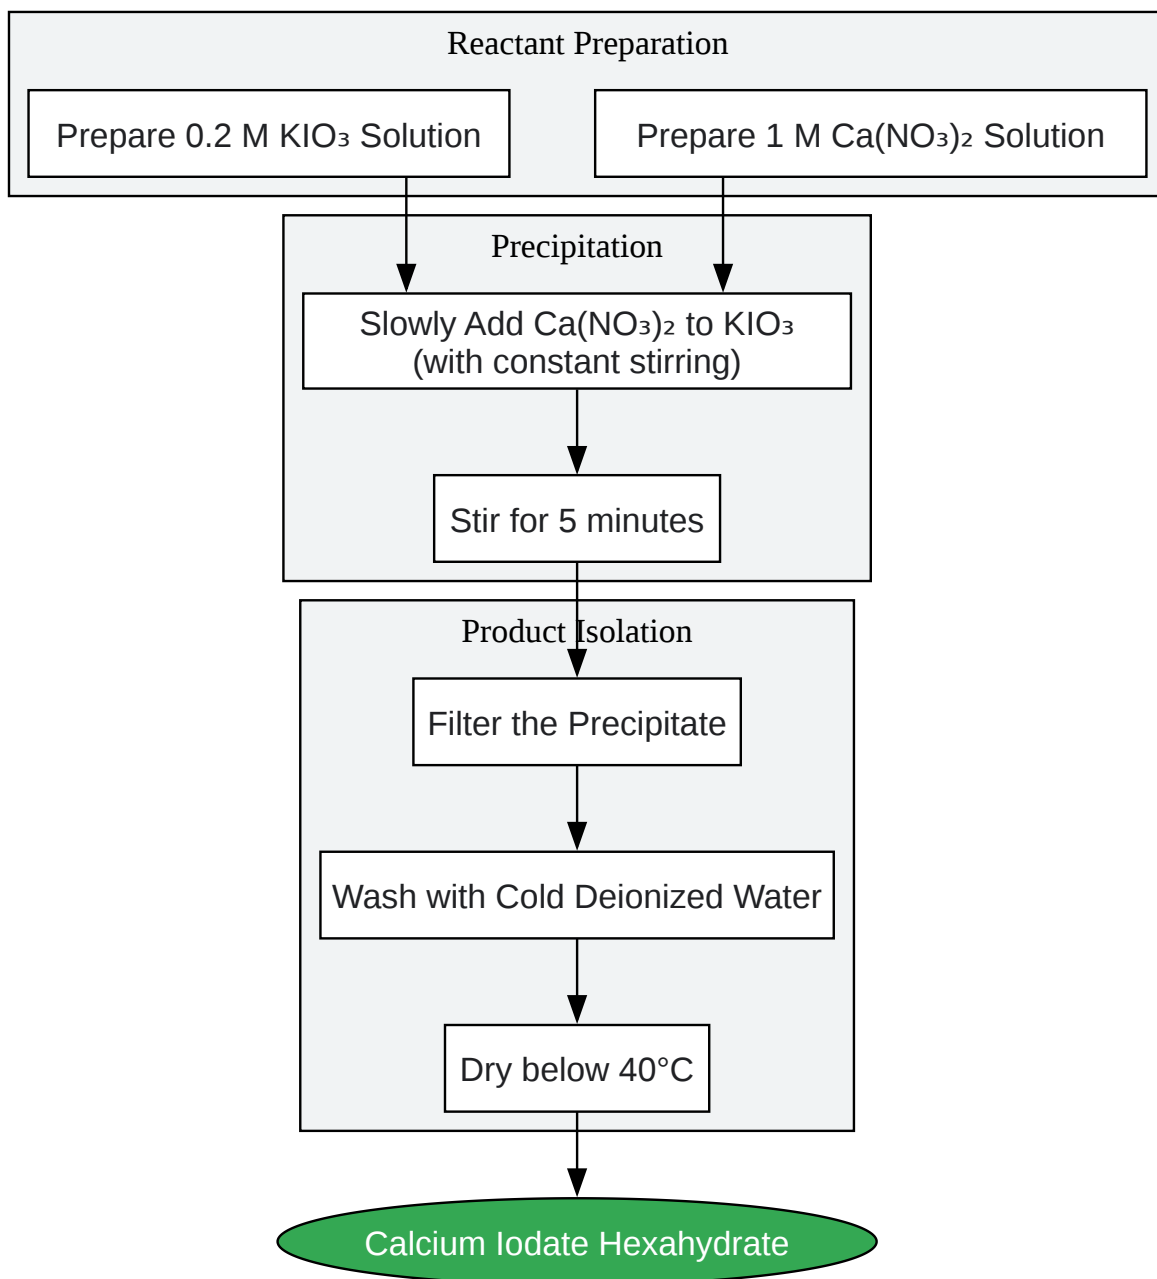 Reactant Preparation
Prepare 0.2 M KIO₃ Solution
Prepare 1 M Ca(NO₃)₂ Solution
Precipitation
Slowly Add Ca(NO₃)₂ to KIO₃
(with constant stirring)
Stir for 5 minutes
Product Isolation
Filter the Precipitate
Wash with Cold Deionized Water
Dry below 40°C
Calcium Iodate Hexahydrate